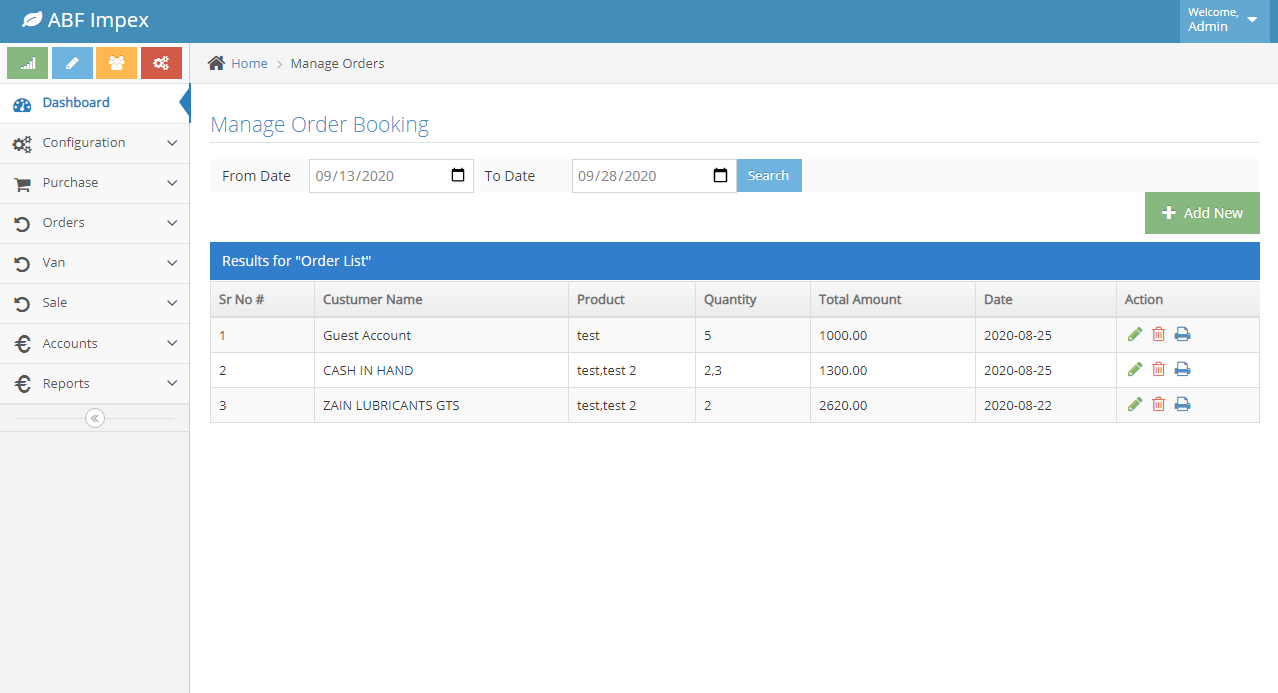 ABF Impex
Welcome,
Admin
Home > Manage Orders
Dashboard
Configuration
Purchase
Orders
Van
Sale
Accounts
Reports
Manage Order Booking
From Date 09/13/2020 To Date 09/28/2020 Search
Add New
Results for "Order List"
Sr No # Custumer Name Product Quantity Total Amount Date Action
1 Guest Account test 5 1000.00 2020-08-25
2 CASH IN HAND test,test 2 2,3 1300.00 2020-08-25
3 ZAIN LUBRICANTS GTS test,test 2 2 2620.00 2020-08-22